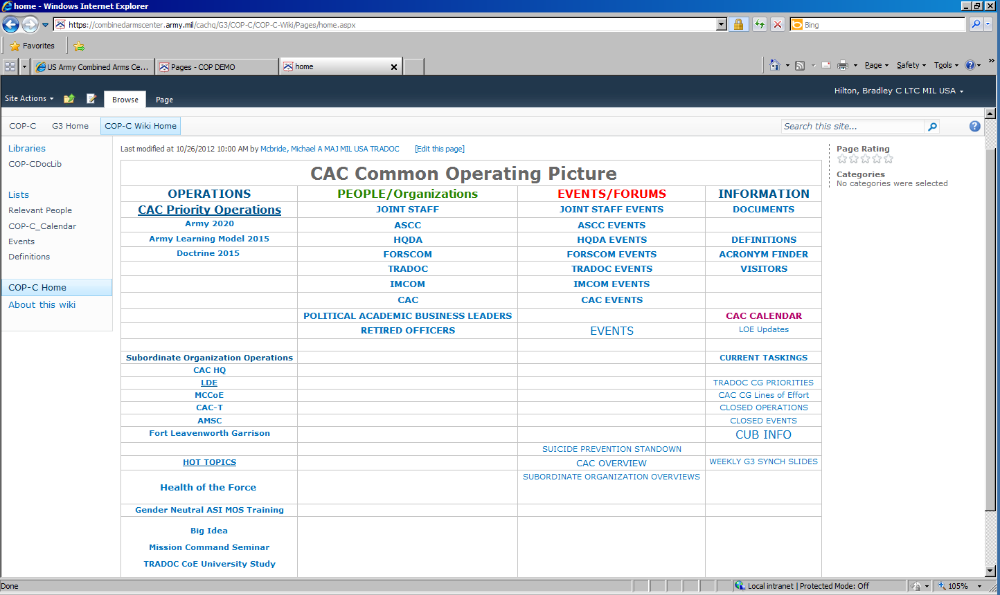 home - Windows Internet Explorer
https://combinedarmscenter.army.mil/cachq/G3/COP-C/COP-C-Wiki/Pages/home.aspx
Bing
Favorites
US Army Combined Arms Ce...
Pages - COP DEMO
home
Page
Safety
Tools
Hilton, Bradley C LTC MIL USA
Site Actions
Browse
Page
COP-C
G3 Home
COP-C Wiki Home
Search this site...
Libraries
COP-CDocLib
Lists
Relevant People
COP-C_Calendar
Events
Definitions
COP-C Home
About this wiki
Last modified at 10/26/2012 10:00 AM by Mcbride, Michael A MAJ MIL USA TRADOC [Edit this page]
CAC Common Operating Picture
OPERATIONS PEOPLE/Organizations EVENTS/FORUMS INFORMATION
CAC Priority Operations JOINT STAFF JOINT STAFF EVENTS DOCUMENTS
Army 2020 ASCC ASCC EVENTS
Army Learning Model 2015 HQDA HQDA EVENTS DEFINITIONS
Doctrine 2015 FORSCOM FORSCOM EVENTS ACRONYM FINDER
TRADOC TRADOC EVENTS VISITORS
IMCOM IMCOM EVENTS
CAC CAC EVENTS
POLITICAL ACADEMIC BUSINESS LEADERS CAC CALENDAR
RETIRED OFFICERS EVENTS LOE Updates
Subordinate Organization Operations CURRENT TASKINGS
CAC HQ
LDE TRADOC CG PRIORITIES
MCCoE CAC CG Lines of Effort
CAC-T CLOSED OPERATIONS
AMSC CLOSED EVENTS
Fort Leavenworth Garrison CUB INFO
SUICIDE PREVENTION STANDOWN
HOT TOPICS CAC OVERVIEW WEEKLY G3 SYNCH SLIDES
Health of the Force SUBORDINATE ORGANIZATION OVERVIEWS
Gender Neutral ASI MOS Training
Big Idea
Mission Command Seminar
TRADOC CoE University Study
Page Rating
Categories
No categories were selected
Done
Local intranet | Protected Mode: Off
105%